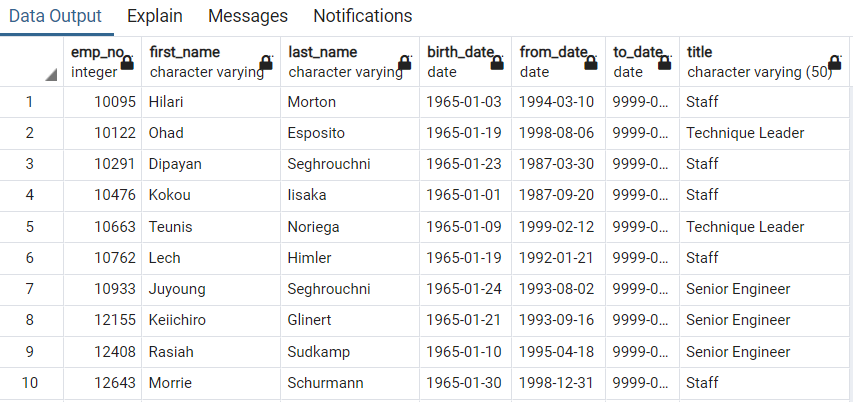 Data Output Explain Messages Notifications
emp_no first_name last_name birth_date from_date to_date title
integer character varying character varying date date date character varying (50)
1 10095 Hilari Morton 1965-01-03 1994-03-10 9999-0... Staff
2 10122 Ohad Esposito 1965-01-19 1998-08-06 9999-0... Technique Leader
3 10291 Dipayan Seghrouchni 1965-01-23 1987-03-30 9999-0... Staff
4 10476 Kokou Iisaka 1965-01-01 1987-09-20 9999-0... Staff
5 10663 Teunis Noriega 1965-01-09 1999-02-12 9999-0... Technique Leader
6 10762 Lech Himler 1965-01-19 1992-01-21 9999-0... Staff
7 10933 Juyoung Seghrouchni 1965-01-24 1993-08-02 9999-0... Senior Engineer
8 12155 Keiichiro Glinert 1965-01-21 1993-09-16 9999-0... Senior Engineer
9 12408 Rasiah Sudkamp 1965-01-10 1995-04-18 9999-0... Senior Engineer
10 12643 Morrie Schurmann 1965-01-30 1998-12-31 9999-0... Staff